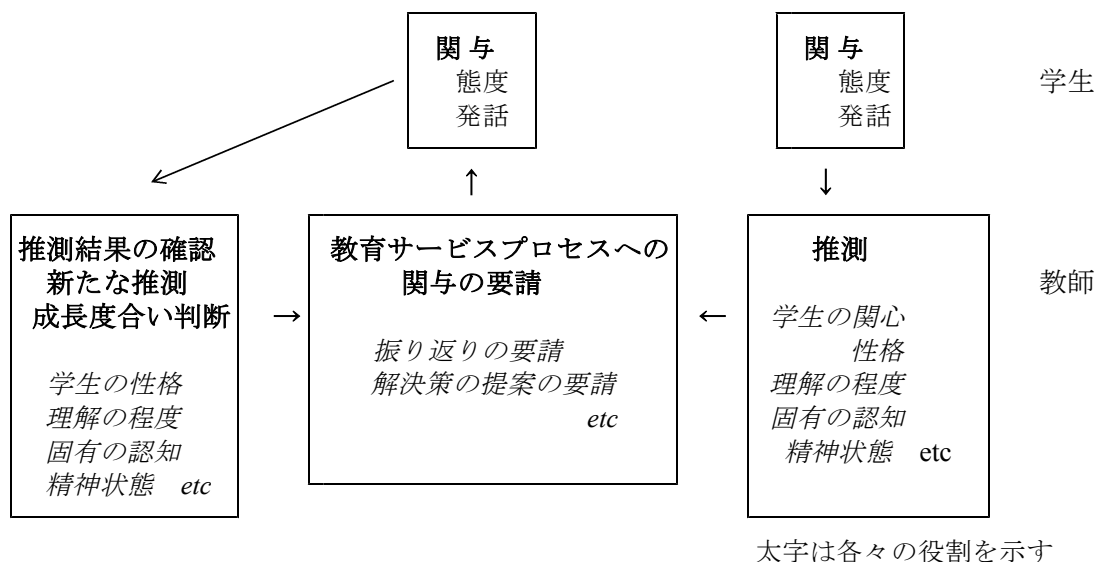 関 与
態度
発話
関 与
態度
発話
学生
↑
↓
推測結果の確認
新たな推測
成長度合い判断
学生の性格
理解の程度
固有の認知
精神状態 etc
→
教育サービスプロセスへの
関与の要請
振り返りの要請
解決策の提案の要請
etc
←
推測
学生の関心
性格
理解の程度
固有の認知
精神状態 etc
教師
太字は各々の役割を示す